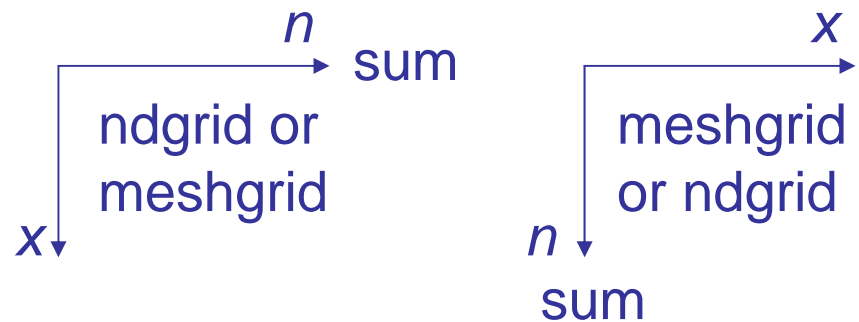 n
sum
ndgrid or
meshgrid
x
x
meshgrid
or ndgrid
n
sum